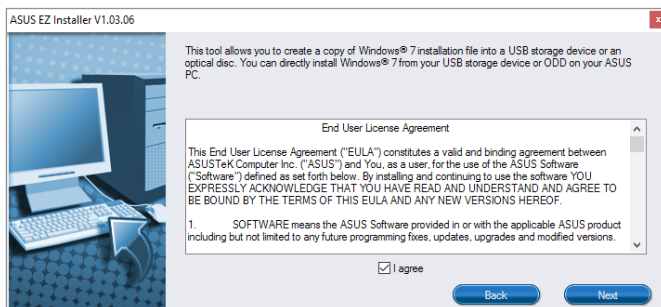 ASUS EZ Installer V1.03.06
This tool allows you to create a copy of Windows® 7 installation file into a USB storage device or an
optical disc. You can directly install Windows® 7 from your USB storage device or ODD on your ASUS
PC.
End User License Agreement
This End User License Agreement ("EULA") constitutes a valid and binding agreement between
ASUSTeK Computer Inc. ("ASUS") and You, as a user, for the use of the ASUS Software
("Software") defined as set forth below. By installing and continuing to use the software YOU
EXPRESSLY ACKNOWLEDGE THAT YOU HAVE READ AND UNDERSTAND AND AGREE TO
BE BOUND BY THE TERMS OF THIS EULA AND ANY NEW VERSIONS HEREOF.
1. SOFTWARE means the ASUS Software provided in or with the applicable ASUS product
including but not limited to any future programming fixes, updates, upgrades and modified versions.
I agree
Back Next